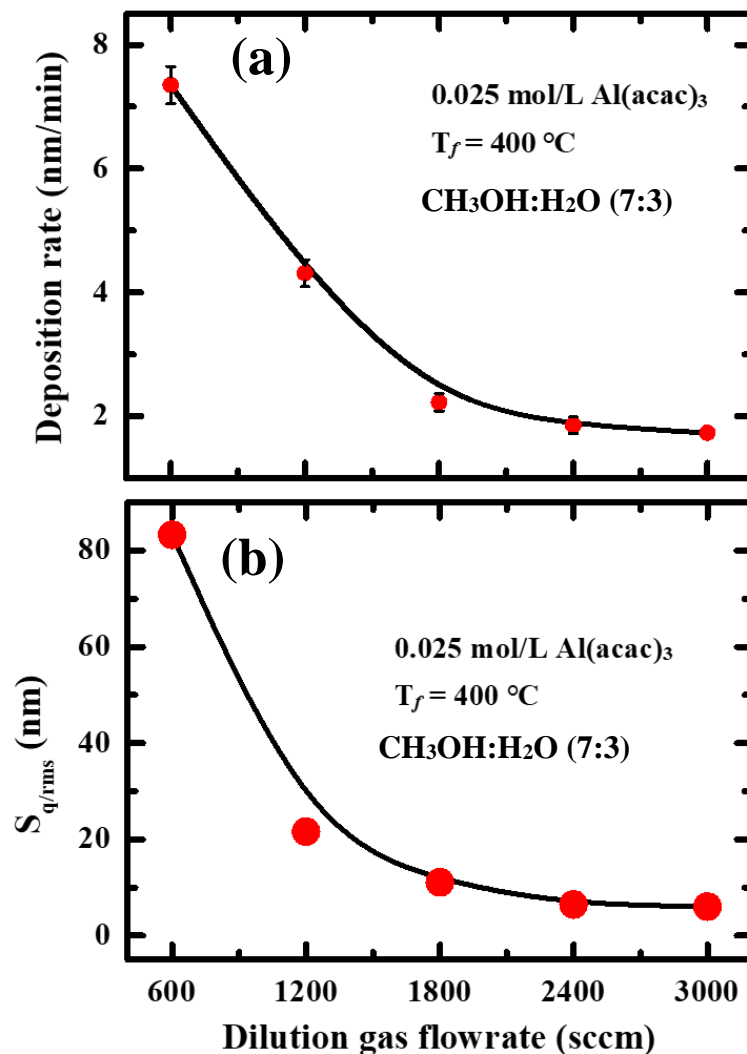 (a)
0.025 mol/L Al(acac)₃
T𝑓 = 400 °C
CH₃OH:H₂O (7:3)
Deposition rate (nm/min)
8
6
4
2
(b)
0.025 mol/L Al(acac)₃
T𝑓 = 400 °C
CH₃OH:H₂O (7:3)
Sq/rms (nm)
80
60
40
20
0
600 1200 1800 2400 3000
Dilution gas flowrate (sccm)